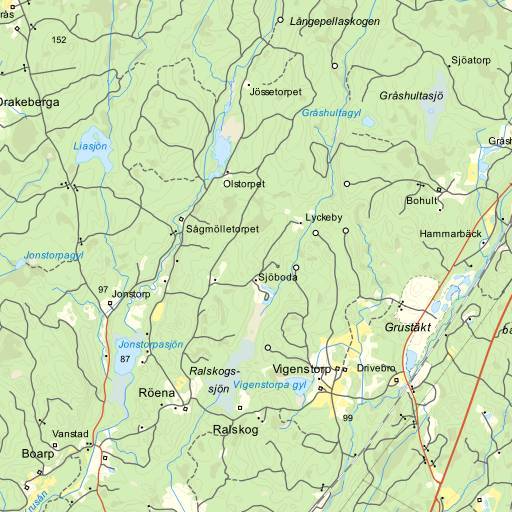 Långepellaskogen
152
Sjöatorp
Jössetorpet
Gråshultasjö
Drakeberga
Gråshultagyl
Liasjön
Olstorpet
Bohult
Lyckeby
Sågmölletorpet
Hammarbäck
Jonstorpagyl
Sjöboda
97
Jonstorp
Grustäkt
Jonstorpasjön
87
Ralskogs-
sjön
Vigenstorp
Drivebro
Vigenstorpa gyl
Röena
99
Ralskog
Vanstad
Boarp